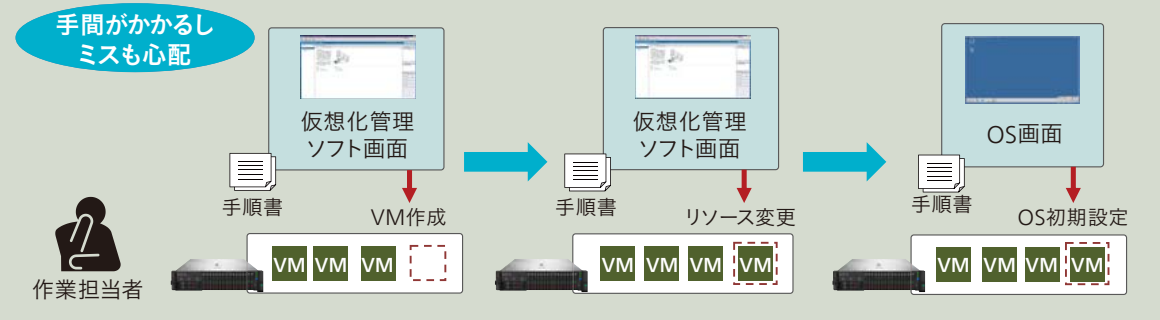 手間がかかるし
ミスも心配
仮想化管理
ソフト画面
手順書
VM作成
VM VM VM
仮想化管理
ソフト画面
手順書
リソース変更
VM VM VM VM
OS画面
手順書
OS初期設定
VM VM VM VM
作業担当者